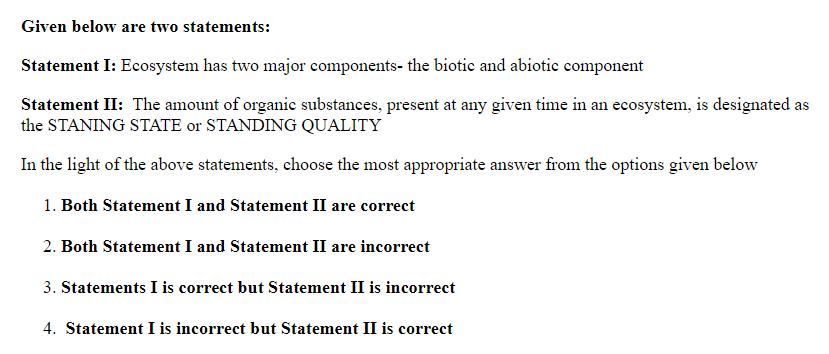 Given below are two statements:
Statement I: Ecosystem has two major components- the biotic and abiotic component
Statement II:  The amount of organic substances, present at any given time in an ecosystem, is designated as
the STANING STATE or STANDING QUALITY
In the light of the above statements, choose the most appropriate answer from the options given below
1. Both Statement I and Statement II are correct
2. Both Statement I and Statement II are incorrect
3. Statements I is correct but Statement II is incorrect
4.  Statement I is incorrect but Statement II is correct